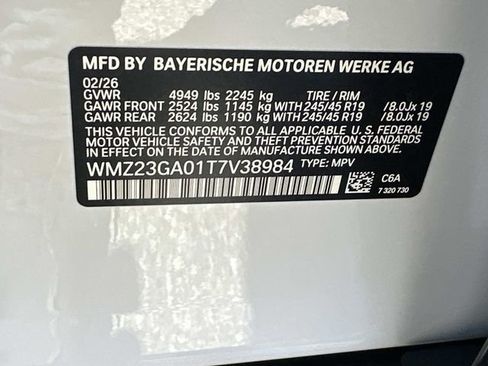 MFD BY BAYERISCHE MOTOREN WERKE AG
02/26
GVWR 4949 lbs 2245 kg TIRE / RIM
GAWR FRONT 2524 lbs 1145 kg WITH 245/45 R19 /8.0Jx 19
GAWR REAR 2624 lbs 1190 kg WITH 245/45 R19 /8.0Jx 19
THIS VEHICLE CONFORMS TO ALL APPLICABLE U. S. FEDERAL
MOTOR VEHICLE SAFETY AND THEFT PREVENTION STANDARDS
IN EFFECT ON THE DATE OF MANUFACTURE SHOWN ABOVE.
WMZ23GA01T7V38984 TYPE: MPV
C6A
7 320 730